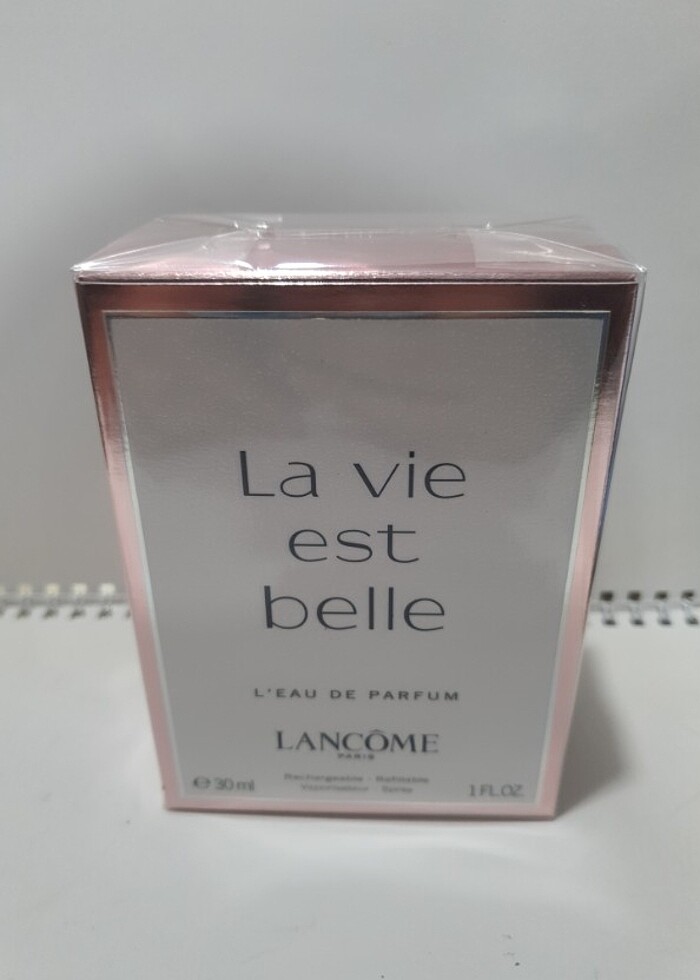 La vie
est
belle
L'EAU DE PARFUM
LANCÔME
PARIS
Rechargeable - Refillable
Vaporisateur - Spray
℮ 30 ml
1 FL.OZ.